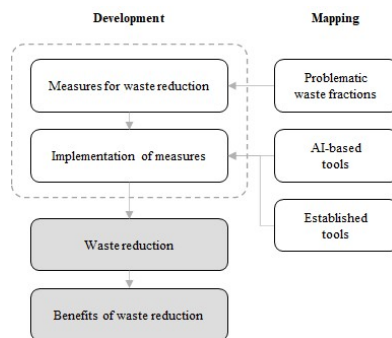 Development
Mapping
Measures for waste reduction
Problematic
waste fractions
Implementation of measures
AI-based
tools
Established
tools
Waste reduction
Benefits of waste reduction